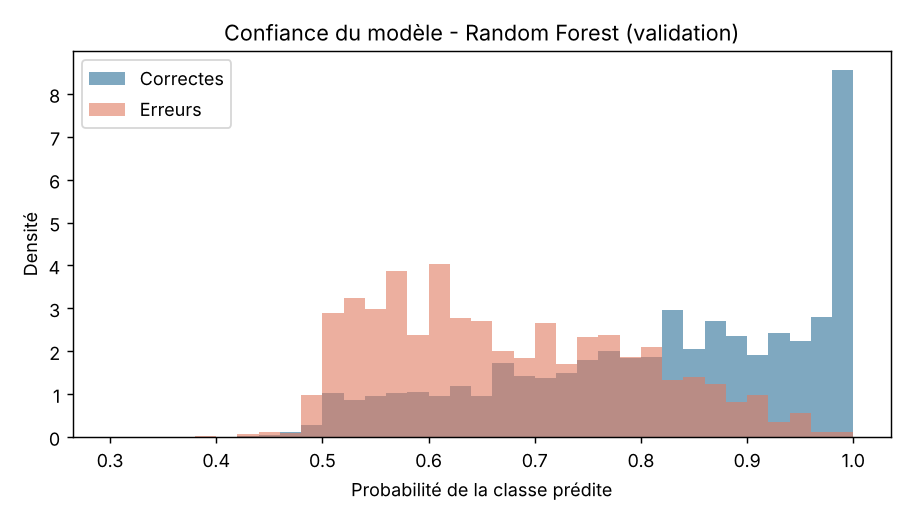 Confiance du modèle - Random Forest (validation)
Correctes
Erreurs
Densité
8
7
6
5
4
3
2
1
0
0.3 0.4 0.5 0.6 0.7 0.8 0.9 1.0
Probabilité de la classe prédite